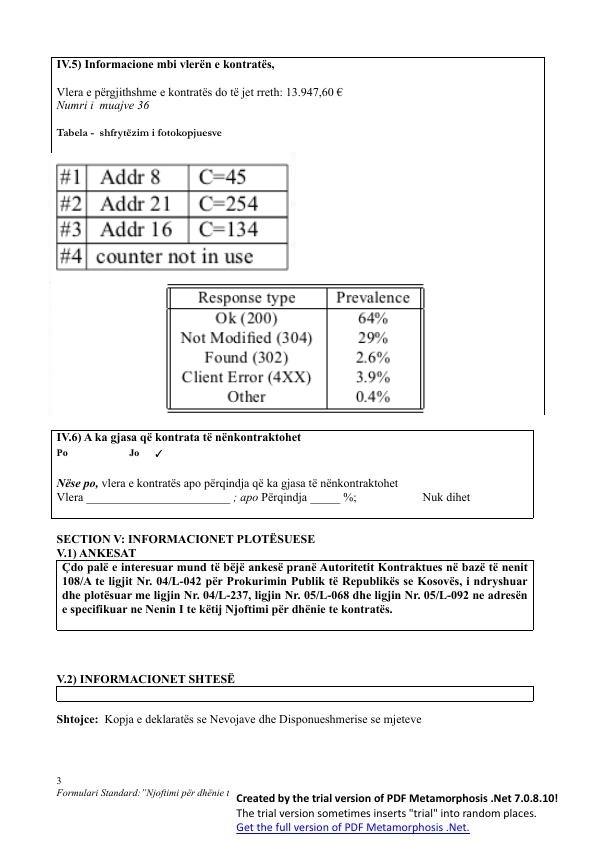 IV.5) Informacione mbi vlerën e kontratës,
Vlera e përgjithshme e kontratës do të jet rreth: 13.947,60 €
Numri i  muajve 36
Tabela -  shfrytëzim i fotokopjuesve
#1 Addr 8 C=45
#2 Addr 21 C=254
#3 Addr 16 C=134
#4 counter not in use
Response type Prevalence
Ok (200) 64%
Not Modified (304) 29%
Found (302) 2.6%
Client Error (4XX) 3.9%
Other 0.4%
IV.6) A ka gjasa që kontrata të nënkontraktohet
Po Jo ✓
Nëse po, vlera e kontratës apo përqindja që ka gjasa të nënkontraktohet
Vlera ________________________ ; apo Përqindja _____ %; Nuk dihet
SECTION V: INFORMACIONET PLOTËSUESE
V.1) ANKESAT
Çdo palë e interesuar mund të bëjë ankesë pranë Autoritetit Kontraktues në bazë të nenit
108/A te ligjit Nr. 04/L-042 për Prokurimin Publik të Republikës se Kosovës, i ndryshuar
dhe plotësuar me ligjin Nr. 04/L-237, ligjin Nr. 05/L-068 dhe ligjin Nr. 05/L-092 ne adresën
e specifikuar ne Nenin I te këtij Njoftimi për dhënie te kontratës.
V.2) INFORMACIONET SHTESË
Shtojce:  Kopja e deklaratës se Nevojave dhe Disponueshmerise se mjeteve
3
Formulari Standard:"Njoftimi për dhënie t
Created by the trial version of PDF Metamorphosis .Net 7.0.8.10!
The trial version sometimes inserts "trial" into random places.
Get the full version of PDF Metamorphosis .Net.